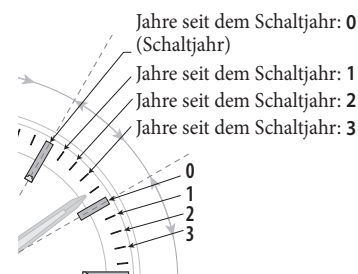 Jahre seit dem Schaltjahr: 0
(Schaltjahr)
Jahre seit dem Schaltjahr: 1
Jahre seit dem Schaltjahr: 2
Jahre seit dem Schaltjahr: 3
0
1
2
3